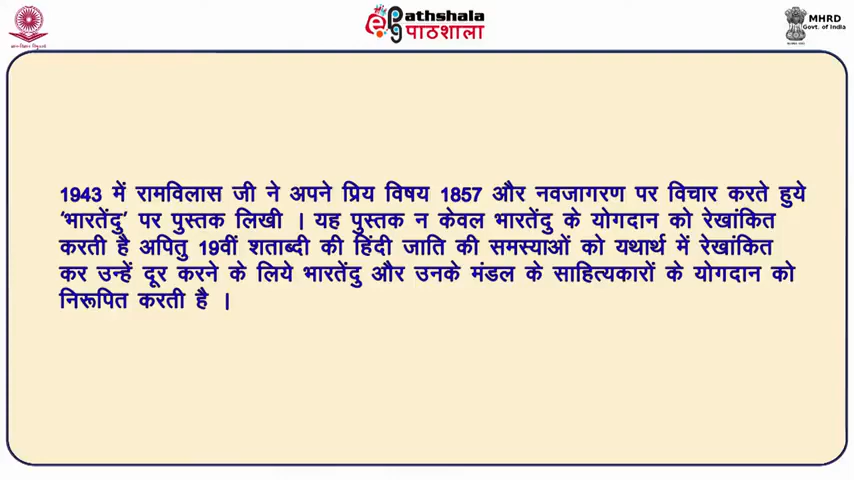 ePathshala
पाठशाला
MHRD
Govt. of India
1943 में रामविलास जी ने अपने प्रिय विषय 1857 और नवजागरण पर विचार करते हुये
'भारतेंदु' पर पुस्तक लिखी । यह पुस्तक न केवल भारतेंदु के योगदान को रेखांकित
करती है अपितु 19वीं शताब्दी की हिंदी जाति की समस्याओं को यथार्थ में रेखांकित
कर उन्हें दूर करने के लिये भारतेंदु और उनके मंडल के साहित्यकारों के योगदान को
निरूपित करती है ।